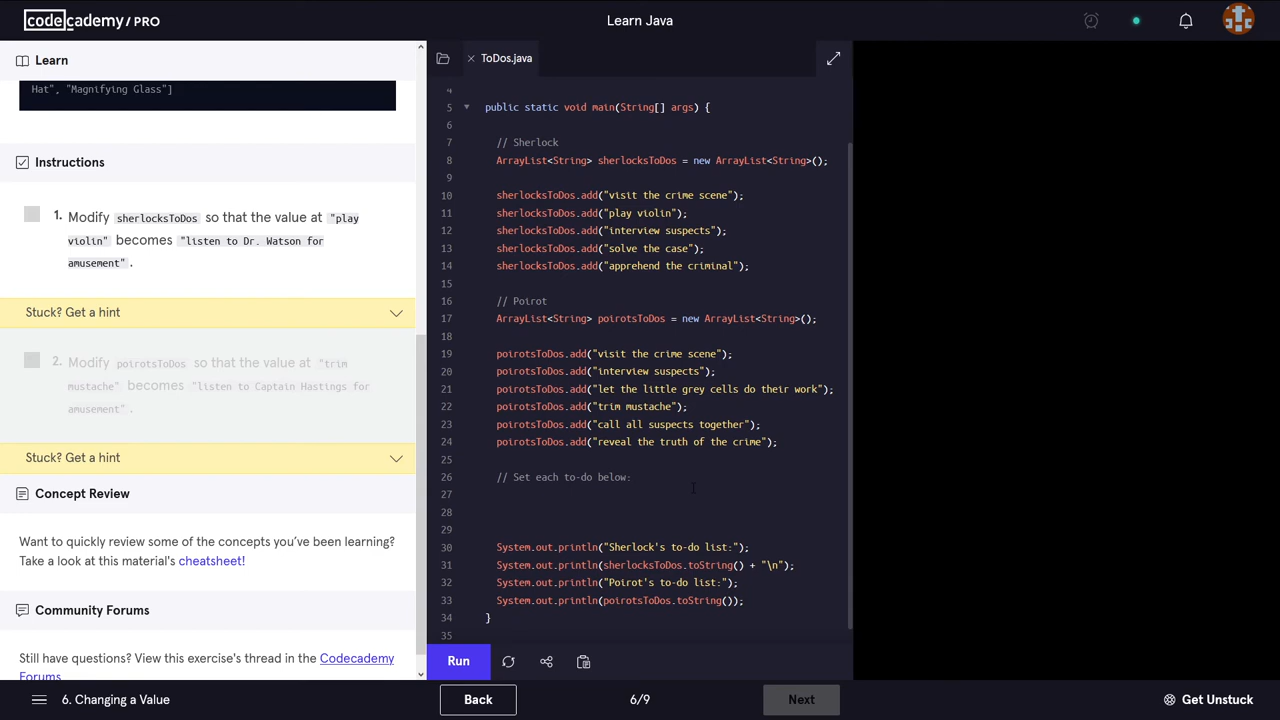 codecademy/PRO
Learn Java
Learn
Hat", "Magnifying Glass"]
Instructions
1. Modify sherlocksToDos so that the value at "play
violin" becomes "listen to Dr. Watson for
amusement".
Stuck? Get a hint
2. Modify poirotsToDos so that the value at "trim
mustache" becomes "listen to Captain Hastings for
amusement".
Stuck? Get a hint
Concept Review
Want to quickly review some of the concepts you've been learning?
Take a look at this material's cheatsheet!
Community Forums
Still have questions? View this exercise's thread in the Codecademy
Forums.
ToDos.java
4
5 public static void main(String[] args) {
6
7 // Sherlock
8 ArrayList<String> sherlocksToDos = new ArrayList<String>();
9
10 sherlocksToDos.add("visit the crime scene");
11 sherlocksToDos.add("play violin");
12 sherlocksToDos.add("interview suspects");
13 sherlocksToDos.add("solve the case");
14 sherlocksToDos.add("apprehend the criminal");
15
16 // Poirot
17 ArrayList<String> poirotsToDos = new ArrayList<String>();
18
19 poirotsToDos.add("visit the crime scene");
20 poirotsToDos.add("interview suspects");
21 poirotsToDos.add("let the little grey cells do their work");
22 poirotsToDos.add("trim mustache");
23 poirotsToDos.add("call all suspects together");
24 poirotsToDos.add("reveal the truth of the crime");
25
26 // Set each to-do below:
27
28
29
30 System.out.println("Sherlock's to-do list:");
31 System.out.println(sherlocksToDos.toString() + "\n");
32 System.out.println("Poirot's to-do list:");
33 System.out.println(poirotsToDos.toString());
34 }
35
Run
6. Changing a Value
Back
6/9
Next
Get Unstuck